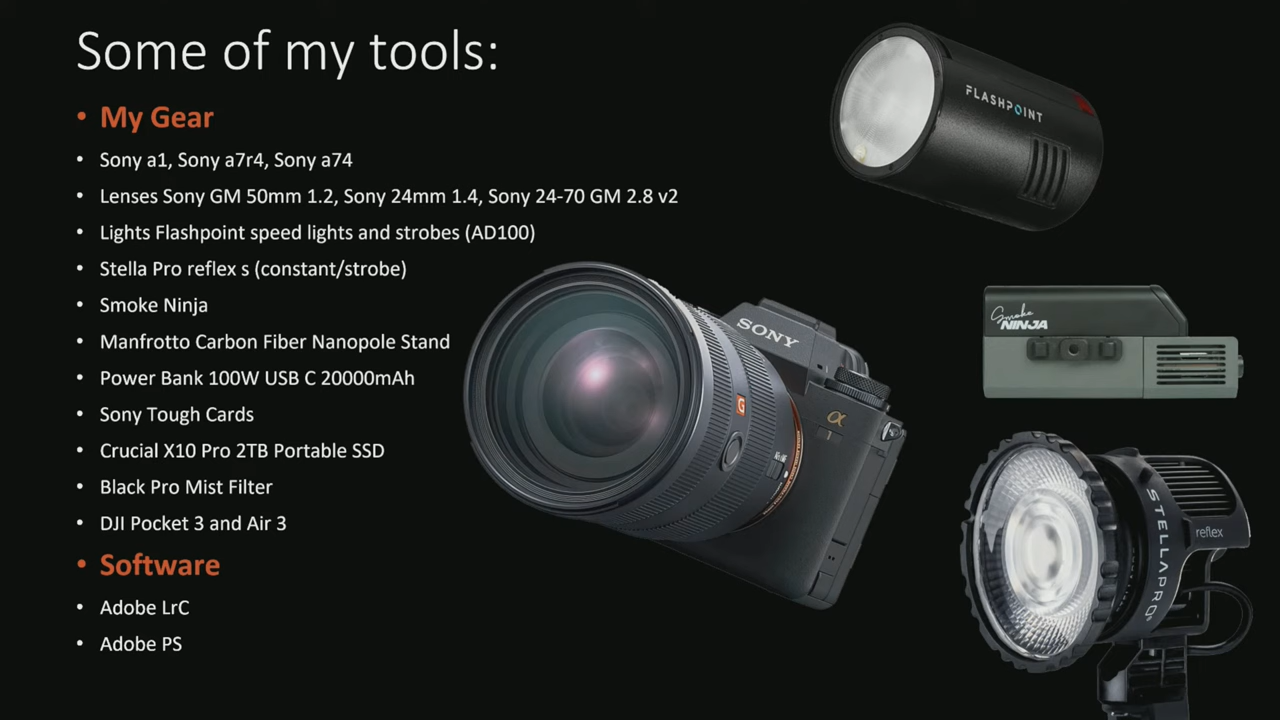 Some of my tools:
• My Gear
• Sony a1, Sony a7r4, Sony a74
• Lenses Sony GM 50mm 1.2, Sony 24mm 1.4, Sony 24-70 GM 2.8 v2
• Lights Flashpoint speed lights and strobes (AD100)
• Stella Pro reflex s (constant/strobe)
• Smoke Ninja
• Manfrotto Carbon Fiber Nanopole Stand
• Power Bank 100W USB C 20000mAh
• Sony Tough Cards
• Crucial X10 Pro 2TB Portable SSD
• Black Pro Mist Filter
• DJI Pocket 3 and Air 3
• Software
• Adobe LrC
• Adobe PS
FLASHPOINT
Smoke
NINJA
SONY
G
α
1
STELLAPRO
reflex